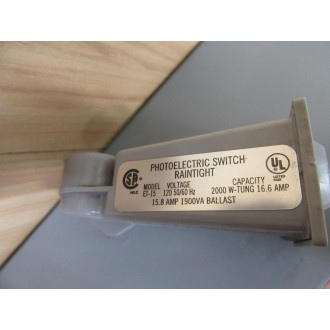 PHOTOELECTRIC SWITCH
RAINTIGHT
MODEL VOLTAGE CAPACITY
ET-15 120 50/60 Hz 2000 W-TUNG 16.6 AMP
15.8 AMP 1900VA BALLAST
UL